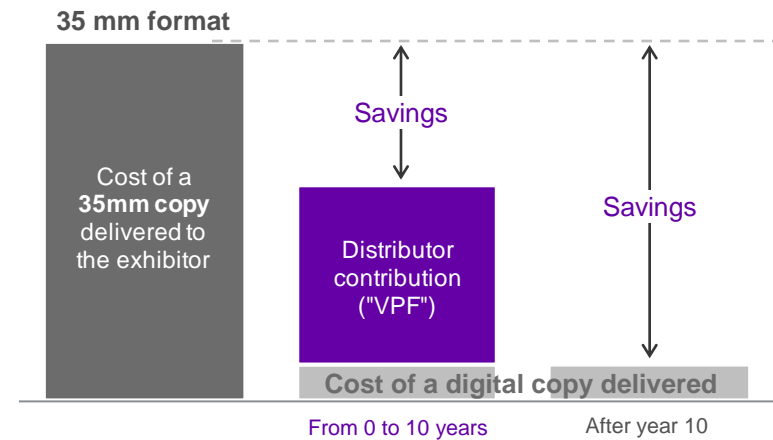 35 mm format
Savings
Cost of a
35mm copy
delivered to
the exhibitor
Savings
Distributor
contribution
("VPF")
Cost of a digital copy delivered
From 0 to 10 years
After year 10